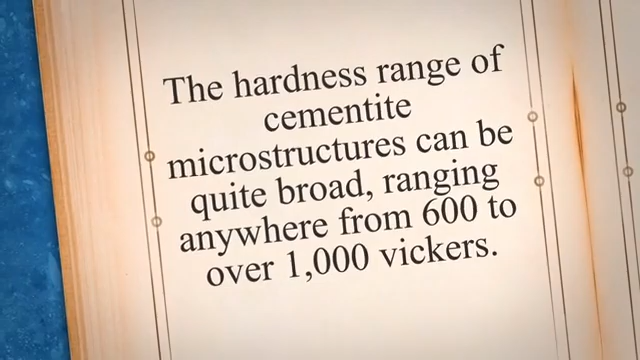 The hardness range of
cementite
microstructures can be
quite broad, ranging
anywhere from 600 to
over 1,000 vickers.